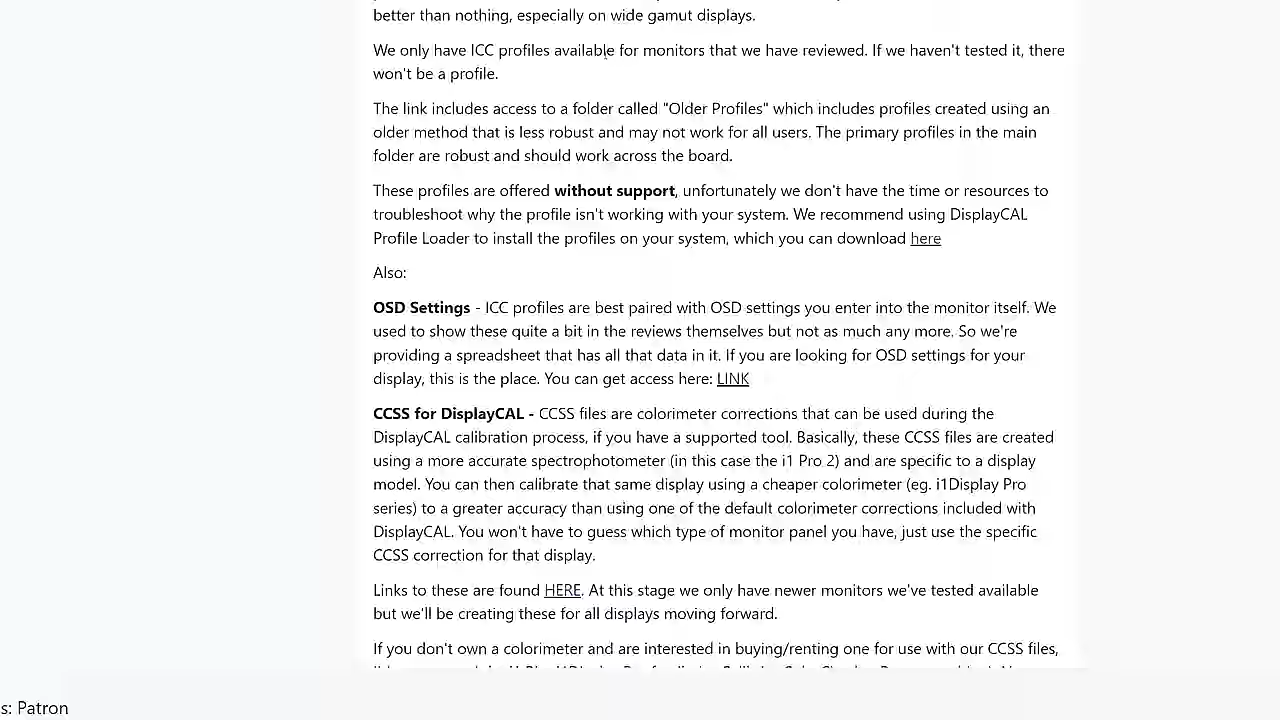 better than nothing, especially on wide gamut displays.
We only have ICC profiles available for monitors that we have reviewed. If we haven't tested it, there
won't be a profile.
The link includes access to a folder called "Older Profiles" which includes profiles created using an
older method that is less robust and may not work for all users. The primary profiles in the main
folder are robust and should work across the board.
These profiles are offered without support, unfortunately we don't have the time or resources to
troubleshoot why the profile isn't working with your system. We recommend using DisplayCAL
Profile Loader to install the profiles on your system, which you can download here
Also:
OSD Settings - ICC profiles are best paired with OSD settings you enter into the monitor itself. We
used to show these quite a bit in the reviews themselves but not as much any more. So we're
providing a spreadsheet that has all that data in it. If you are looking for OSD settings for your
display, this is the place. You can get access here: LINK
CCSS for DisplayCAL - CCSS files are colorimeter corrections that can be used during the
DisplayCAL calibration process, if you have a supported tool. Basically, these CCSS files are created
using a more accurate spectrophotometer (in this case the i1 Pro 2) and are specific to a display
model. You can then calibrate that same display using a cheaper colorimeter (eg. i1Display Pro
series) to a greater accuracy than using one of the default colorimeter corrections included with
DisplayCAL. You won't have to guess which type of monitor panel you have, just use the specific
CCSS correction for that display.
Links to these are found HERE. At this stage we only have newer monitors we've tested available
but we'll be creating these for all displays moving forward.
If you don't own a colorimeter and are interested in buying/renting one for use with our CCSS files,
s: Patron